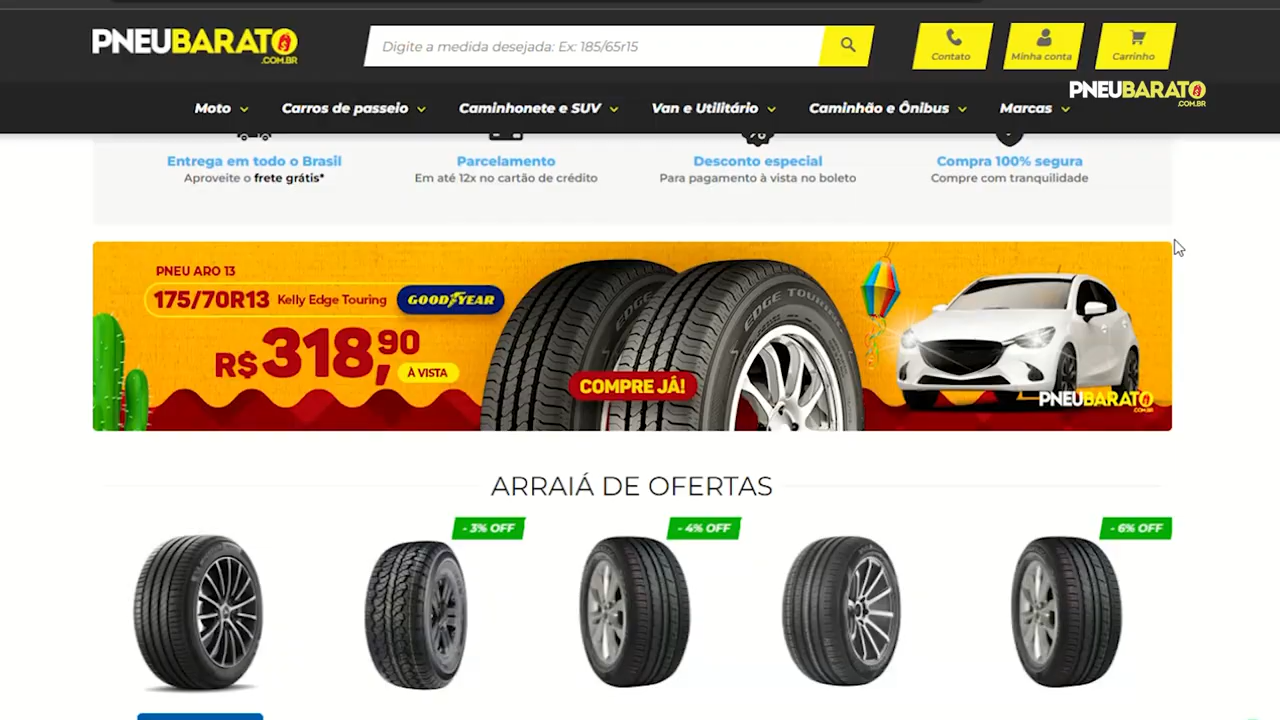 PNEUBARATO
.COM.BR
Digite a medida desejada: Ex: 185/65r15
Contato
Minha conta
Carrinho
PNEUBARATO
.COM.BR
Moto
Carros de passeio
Caminhonete e SUV
Van e Utilitário
Caminhão e Ônibus
Marcas
Entrega em todo o Brasil
Aproveite o frete grátis*
Parcelamento
Em até 12x no cartão de crédito
Desconto especial
Para pagamento à vista no boleto
Compra 100% segura
Compre com tranquilidade
PNEU ARO 13
175/70R13 Kelly Edge Touring GOODYEAR
R$318,90
À VISTA
EDGE TOURING
COMPRE JÁ!
PNEUBARATO
.COM.BR
ARRAIÁ DE OFERTAS
- 3% OFF
- 4% OFF
- 6% OFF